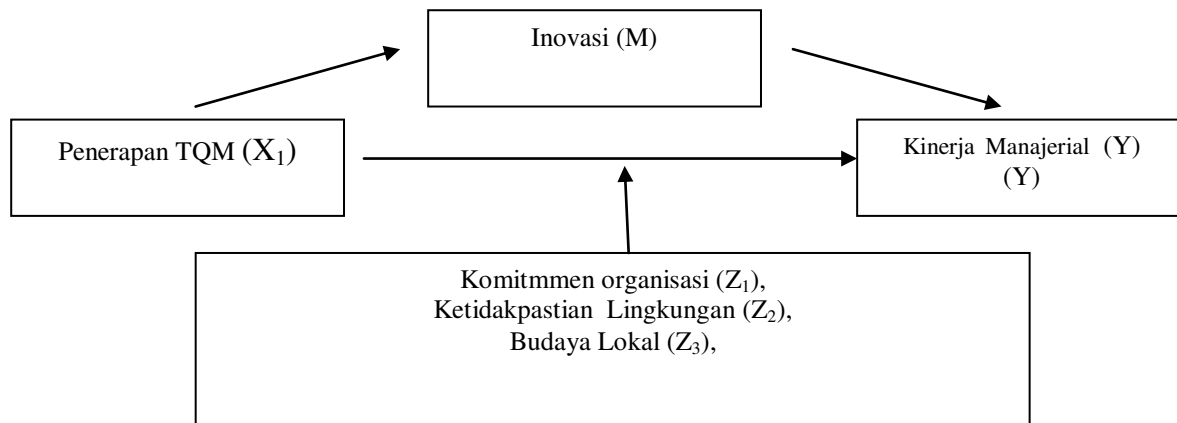 Inovasi (M)
Penerapan TQM (X₁)
Kinerja Manajerial (Y)
(Y)
Komitmmen organisasi (Z₁),
Ketidakpastian Lingkungan (Z₂),
Budaya Lokal (Z₃),